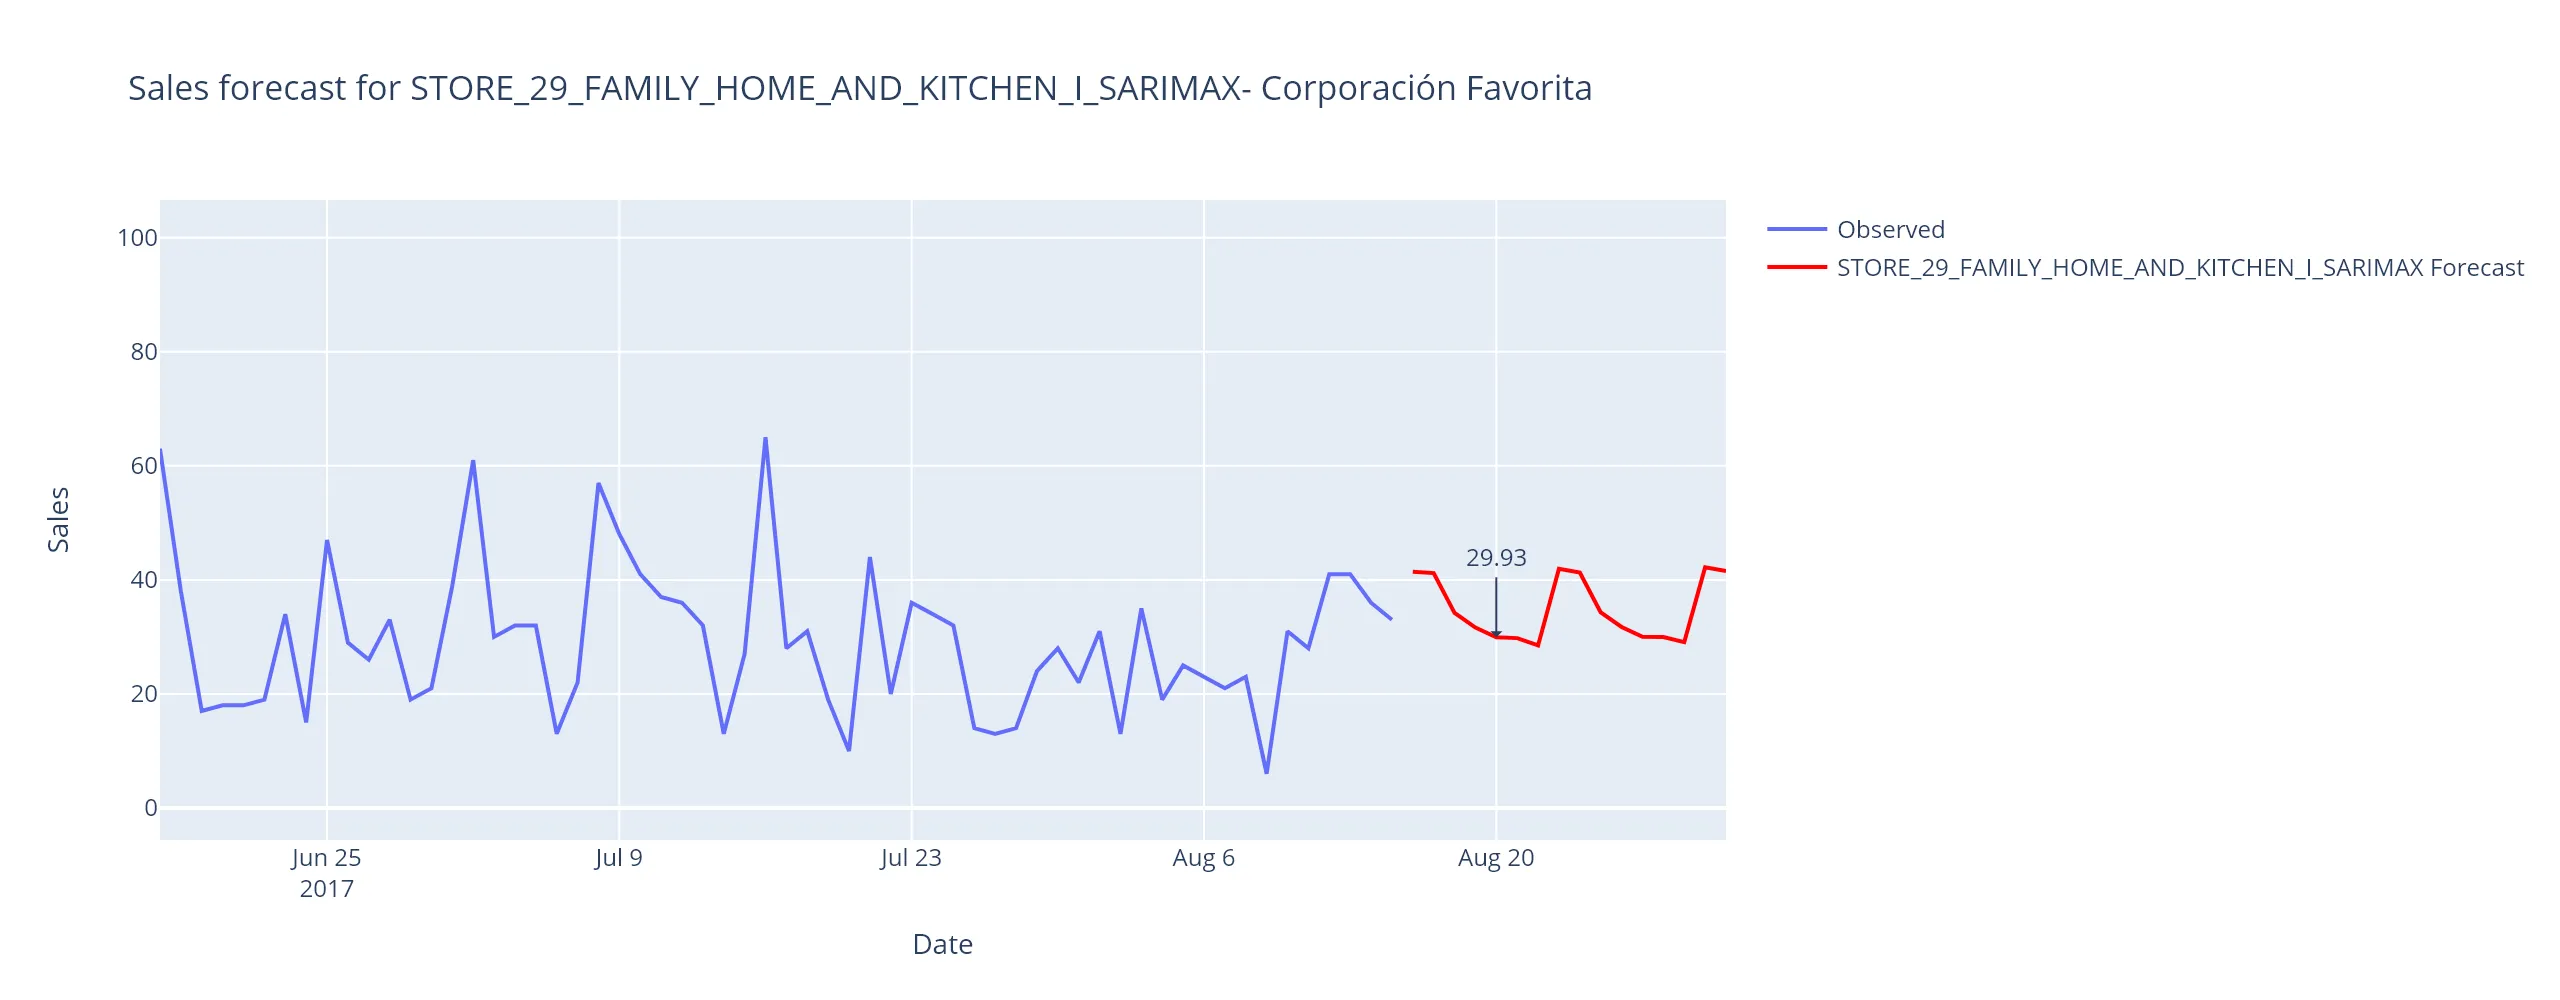 Sales forecast for STORE_29_FAMILY_HOME_AND_KITCHEN_I_SARIMAX- Corporación Favorita
Observed
STORE_29_FAMILY_HOME_AND_KITCHEN_I_SARIMAX Forecast
100
80
60
40
20
0
Sales
29.93
Jun 25
2017
Jul 9
Jul 23
Aug 6
Aug 20
Date